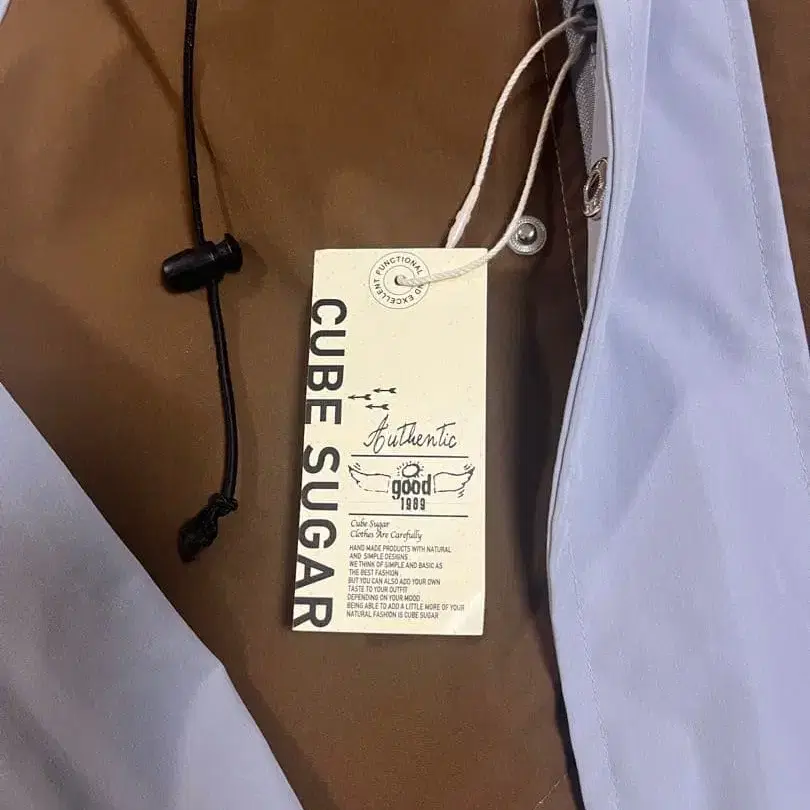 EXCELLENT FUNCTIONAL
CUBE SUGAR
Authentic
good
1989
Cube Sugar
Clothes Are Carefully
HAND MADE PRODUCTS WITH NATURAL
AND SIMPLE DESIGNS.
WE THINK OF SIMPLE AND BASIC AS
THE BEST FASHION.
BUT YOU CAN ALSO ADD YOUR OWN
TASTE TO YOUR OUTFIT
DEPENDING ON YOUR MOOD.
BEING ABLE TO ADD A LITTLE MORE OF YOUR
NATURAL FASHION IS CUBE SUGAR